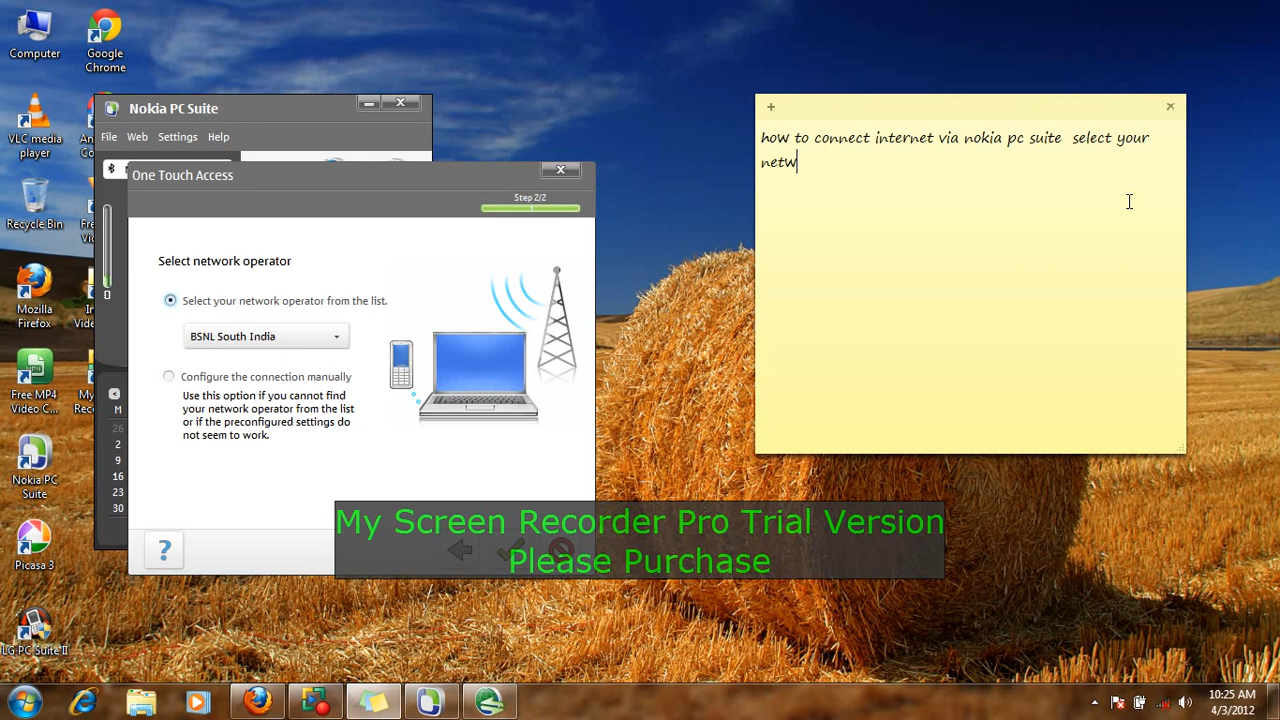 Computer
Google
Chrome
VLC media
player
Recycle Bin
Mozilla
Firefox
Free MP4
Video C...
Nokia PC
Suite
Picasa 3
LG PC Suite II
Nokia PC Suite
File Web Settings Help
0
M
26
2
9
16
23
30
One Touch Access
Step 2/2
Select network operator
Select your network operator from the list.
BSNL South India
Configure the connection manually
Use this option if you cannot find
your network operator from the list
or if the preconfigured settings do
not seem to work.
?
+
how to connect internet via nokia pc suite select your
netw
My Screen Recorder Pro Trial Version
Please Purchase
10:25 AM
4/3/2012